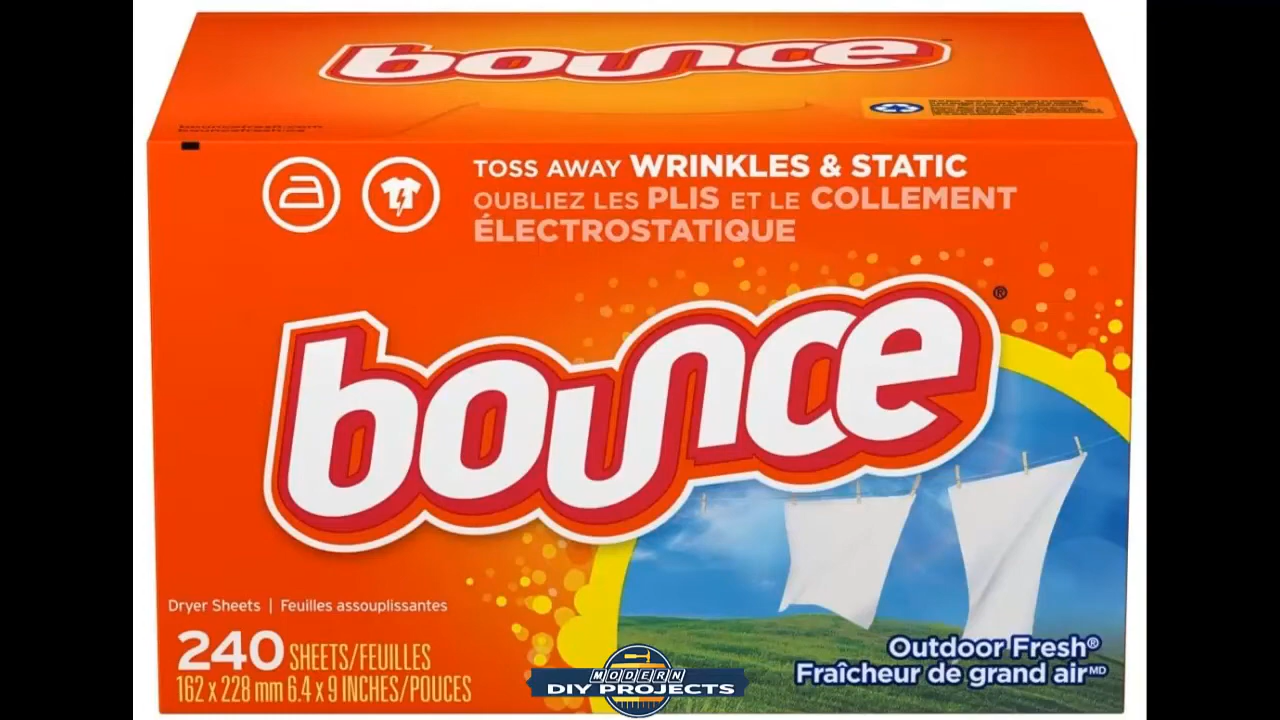 bounce
TOSS AWAY WRINKLES & STATIC
OUBLIEZ LES PLIS ET LE COLLEMENT
ÉLECTROSTATIQUE
bounce®
Dryer Sheets | Feuilles assouplissantes
240 SHEETS/FEUILLES
162 x 228 mm 6.4 x 9 INCHES/POUCES
Outdoor Fresh®
Fraîcheur de grand air MD
MODERN
DIY PROJECTS